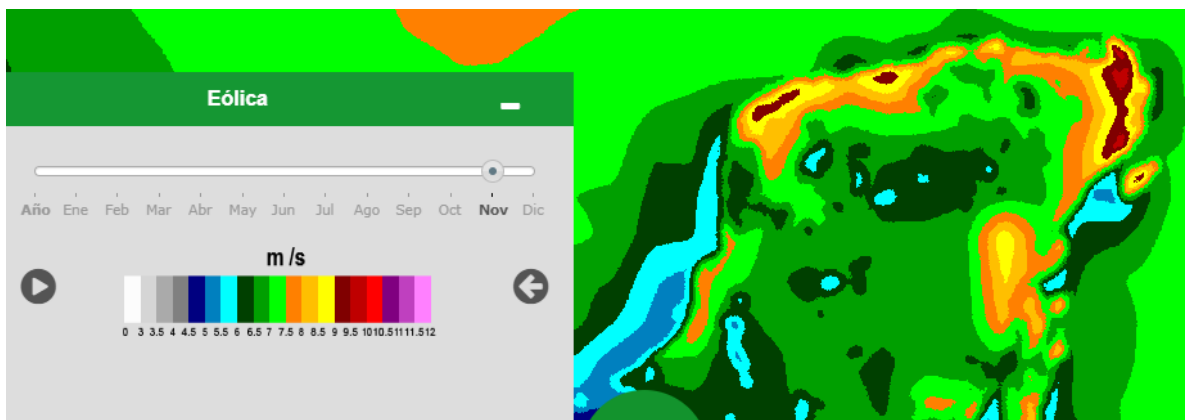 Eólica
Año Ene Feb Mar Abr May Jun Jul Ago Sep Oct Nov Dic
m /s
0 3 3.5 4 4.5 5 5.5 6 6.5 7 7.5 8 8.5 9 9.5 10 10.5 11 11.5 12